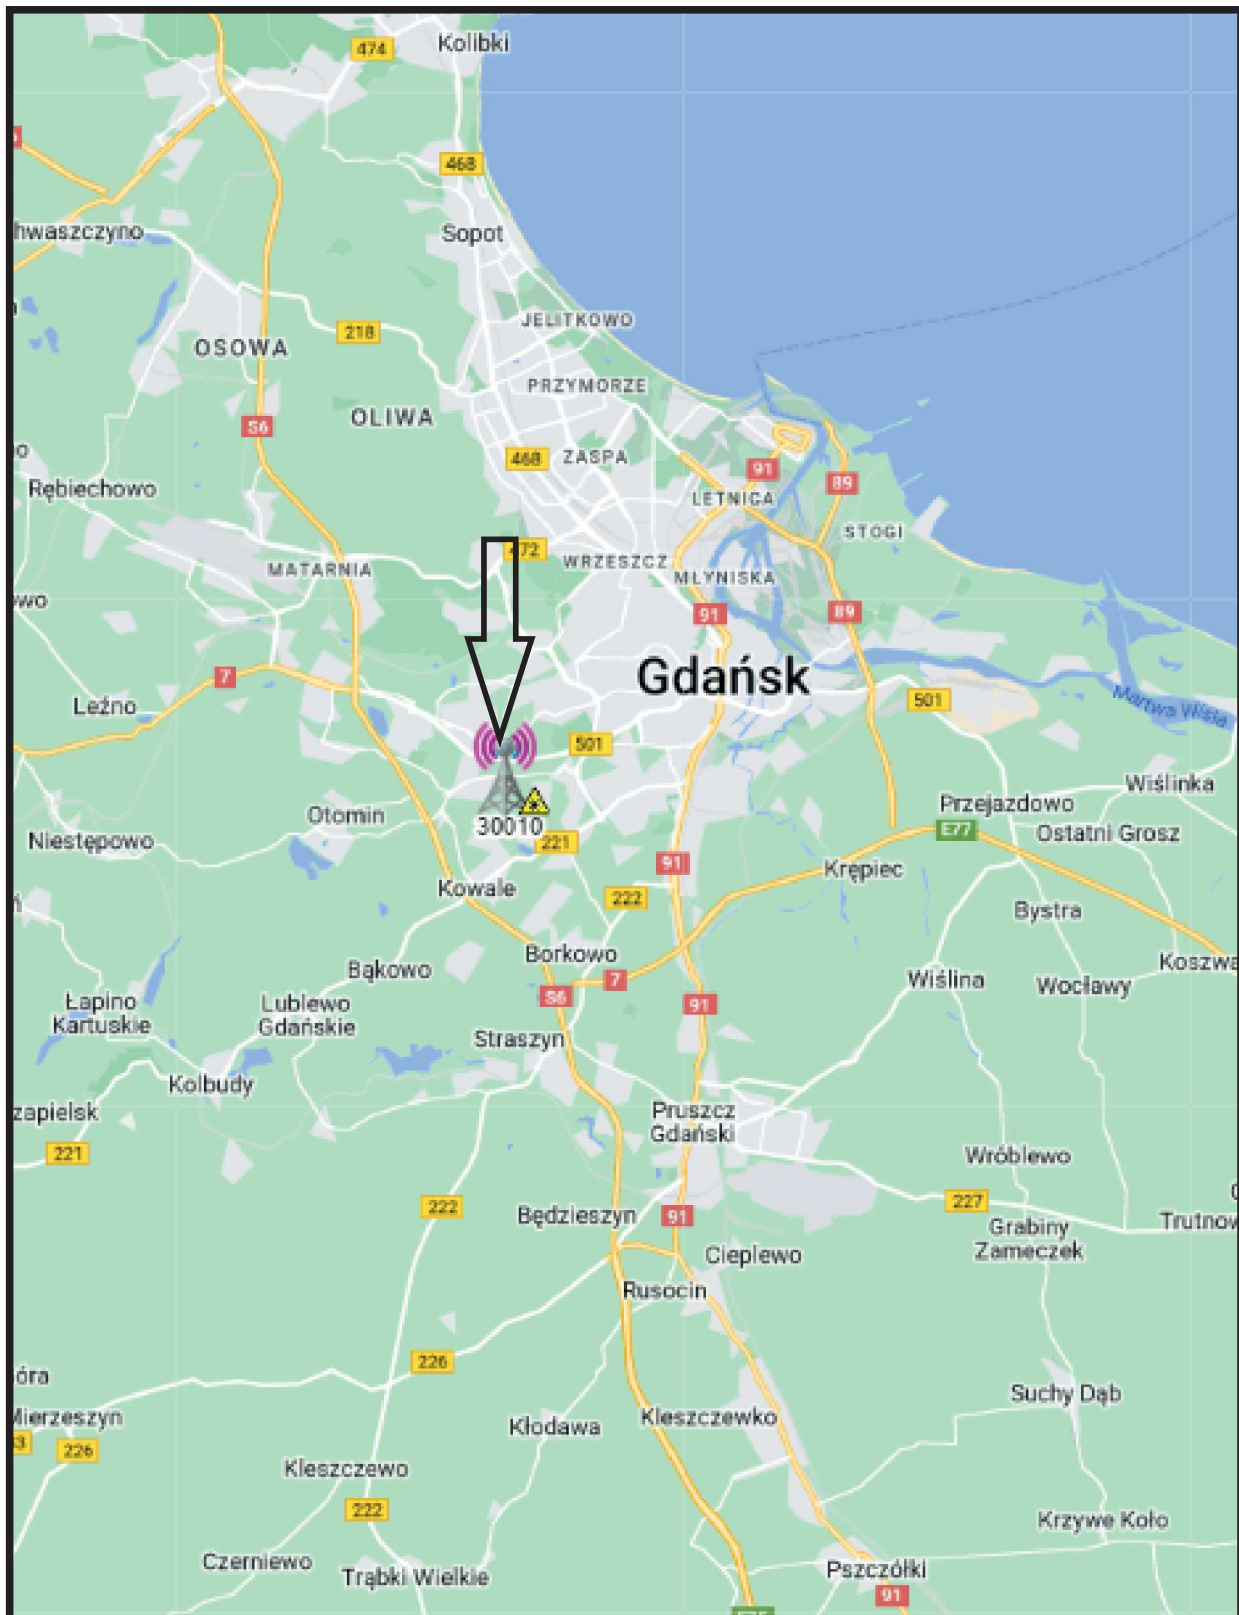 Kolibki
474
468
hwaszczyno
Sopot
JELITKOWO
218
OSOWA
PRZYMORZE
OLIWA
S6
468
ZASPA
91
89
Rębiechowo
LETNICA
STOGI
472
WRZESZCZ
MATARNIA
MŁYNISKA
owo
91
89
Gdańsk
7
501
Leźno
Martwa Wisła
501
Wiślinka
Przejazdowo
Otomin
30010
E77
Ostatni Grosz
Niestępowo
221
91
Krępiec
Kowale
222
Bystra
Borkowo
Koszwa
Bąkowo
7
Wiślina
Wocławy
S6
91
Łapino
Kartuskie
Lublewo
Gdańskie
Straszyn
Kolbudy
zapielsk
Pruszcz
Gdański
221
Wróblewo
222
227
Będzieszyn
91
Trutnow
Grabiny
Zameczek
Cieplewo
Rusocin
226
óra
Suchy Dąb
Mierzeszyn
Kleszczewko
Kłodawa
3
226
Kleszczewo
222
Krzywe Koło
Czerniewo
Trąbki Wielkie
Pszczółki
91
E75